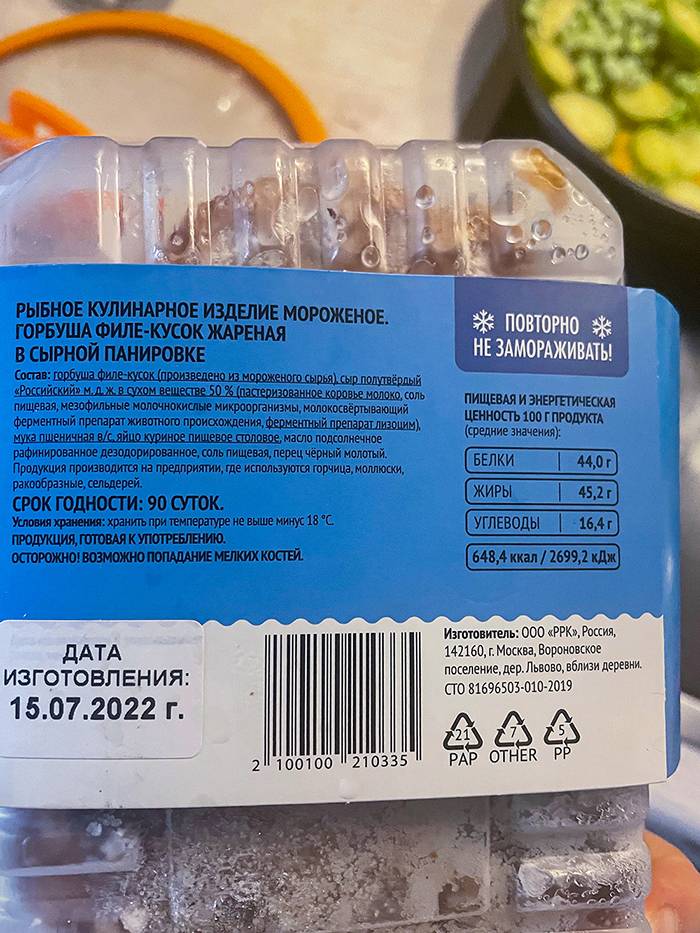 РЫБНОЕ КУЛИНАРНОЕ ИЗДЕЛИЕ МОРОЖЕНОЕ.
ГОРБУША ФИЛЕ-КУСОК ЖАРЕНАЯ
В СЫРНОЙ ПАНИРОВКЕ
Состав: горбуша филе-кусок (произведено из мороженого сырья), сыр полутвёрдый
«Российский» м. д. ж. в сухом веществе 50 % (пастеризованное коровье молоко, соль
пищевая, мезофильные молочнокислые микроорганизмы, молокосвёртывающий
ферментный препарат животного происхождения, ферментный препарат лизоцим),
мука пшеничная в/с, яйцо куриное пищевое столовое, масло подсолнечное
рафинированное дезодорированное, соль пищевая, перец чёрный молотый.
Продукция производится на предприятии, где используются горчица, моллюски,
ракообразные, сельдерей.
СРОК ГОДНОСТИ: 90 СУТОК.
Условия хранения: хранить при температуре не выше минус 18 °С.
ПРОДУКЦИЯ, ГОТОВАЯ К УПОТРЕБЛЕНИЮ.
ОСТОРОЖНО! ВОЗМОЖНО ПОПАДАНИЕ МЕЛКИХ КОСТЕЙ.
ПОВТОРНО
НЕ ЗАМОРАЖИВАТЬ!
ПИЩЕВАЯ И ЭНЕРГЕТИЧЕСКАЯ
ЦЕННОСТЬ 100 Г ПРОДУКТА
(средние значения):
БЕЛКИ 44,0 г
ЖИРЫ 45,2 г
УГЛЕВОДЫ 16,4 г
648,4 ккал / 2699,2 кДж
ДАТА
ИЗГОТОВЛЕНИЯ:
15.07.2022 г.
2 100100 210335
Изготовитель: ООО «РРК», Россия,
142160, г. Москва, Вороновское
поселение, дер. Львово, вблизи деревни.
СТО 81696503-010-2019
21 7 5
PAP OTHER PP